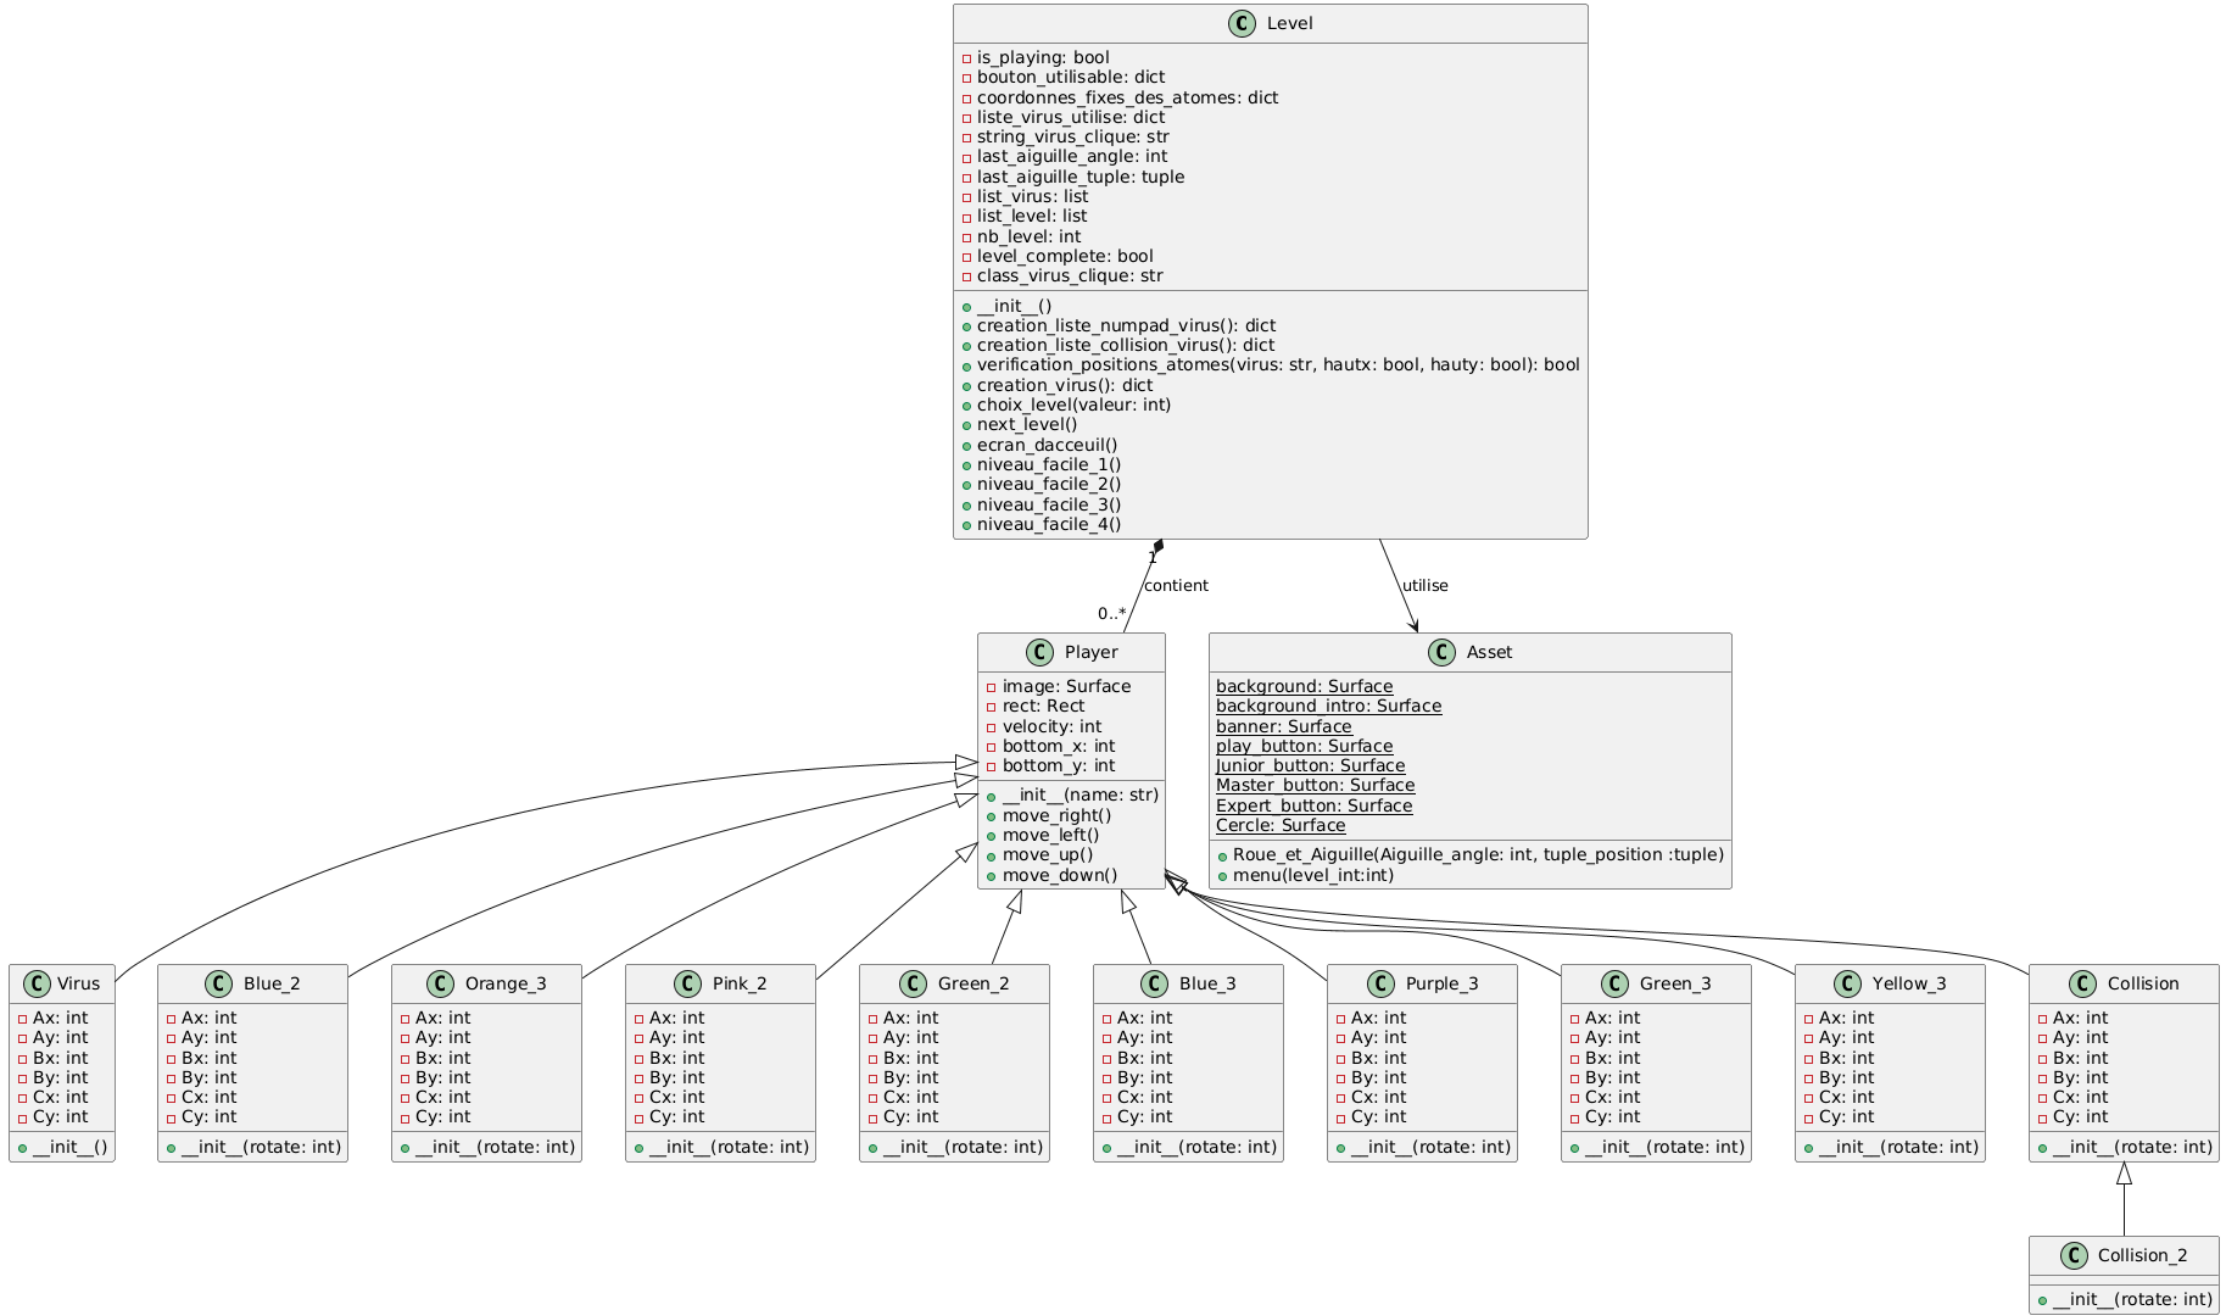 C Level
is_playing: bool
bouton_utilisable: dict
coordonnes_fixes_des_atomes: dict
liste_virus_utilise: dict
string_virus_clique: str
last_aiguille_angle: int
last_aiguille_tuple: tuple
list_virus: list
list_level: list
nb_level: int
level_complete: bool
class_virus_clique: str
__init__()
creation_liste_numpad_virus(): dict
creation_liste_collision_virus(): dict
verification_positions_atomes(virus: str, hautx: bool, hauty: bool): bool
creation_virus(): dict
choix_level(valeur: int)
next_level()
ecran_dacceuil()
niveau_facile_1()
niveau_facile_2()
niveau_facile_3()
niveau_facile_4()
1
contient
0..*
utilise
C Player
image: Surface
rect: Rect
velocity: int
bottom_x: int
bottom_y: int
__init__(name: str)
move_right()
move_left()
move_up()
move_down()
C Asset
background: Surface
background_intro: Surface
banner: Surface
play_button: Surface
Junior_button: Surface
Master_button: Surface
Expert_button: Surface
Cercle: Surface
Roue_et_Aiguille(Aiguille_angle: int, tuple_position :tuple)
menu(level_int:int)
C Virus
Ax: int
Ay: int
Bx: int
By: int
Cx: int
Cy: int
__init__()
C Blue_2
Ax: int
Ay: int
Bx: int
By: int
Cx: int
Cy: int
__init__(rotate: int)
C Orange_3
Ax: int
Ay: int
Bx: int
By: int
Cx: int
Cy: int
__init__(rotate: int)
C Pink_2
Ax: int
Ay: int
Bx: int
By: int
Cx: int
Cy: int
__init__(rotate: int)
C Green_2
Ax: int
Ay: int
Bx: int
By: int
Cx: int
Cy: int
__init__(rotate: int)
C Blue_3
Ax: int
Ay: int
Bx: int
By: int
Cx: int
Cy: int
__init__(rotate: int)
C Purple_3
Ax: int
Ay: int
Bx: int
By: int
Cx: int
Cy: int
__init__(rotate: int)
C Green_3
Ax: int
Ay: int
Bx: int
By: int
Cx: int
Cy: int
__init__(rotate: int)
C Yellow_3
Ax: int
Ay: int
Bx: int
By: int
Cx: int
Cy: int
__init__(rotate: int)
C Collision
Ax: int
Ay: int
Bx: int
By: int
Cx: int
Cy: int
__init__(rotate: int)
C Collision_2
__init__(rotate: int)